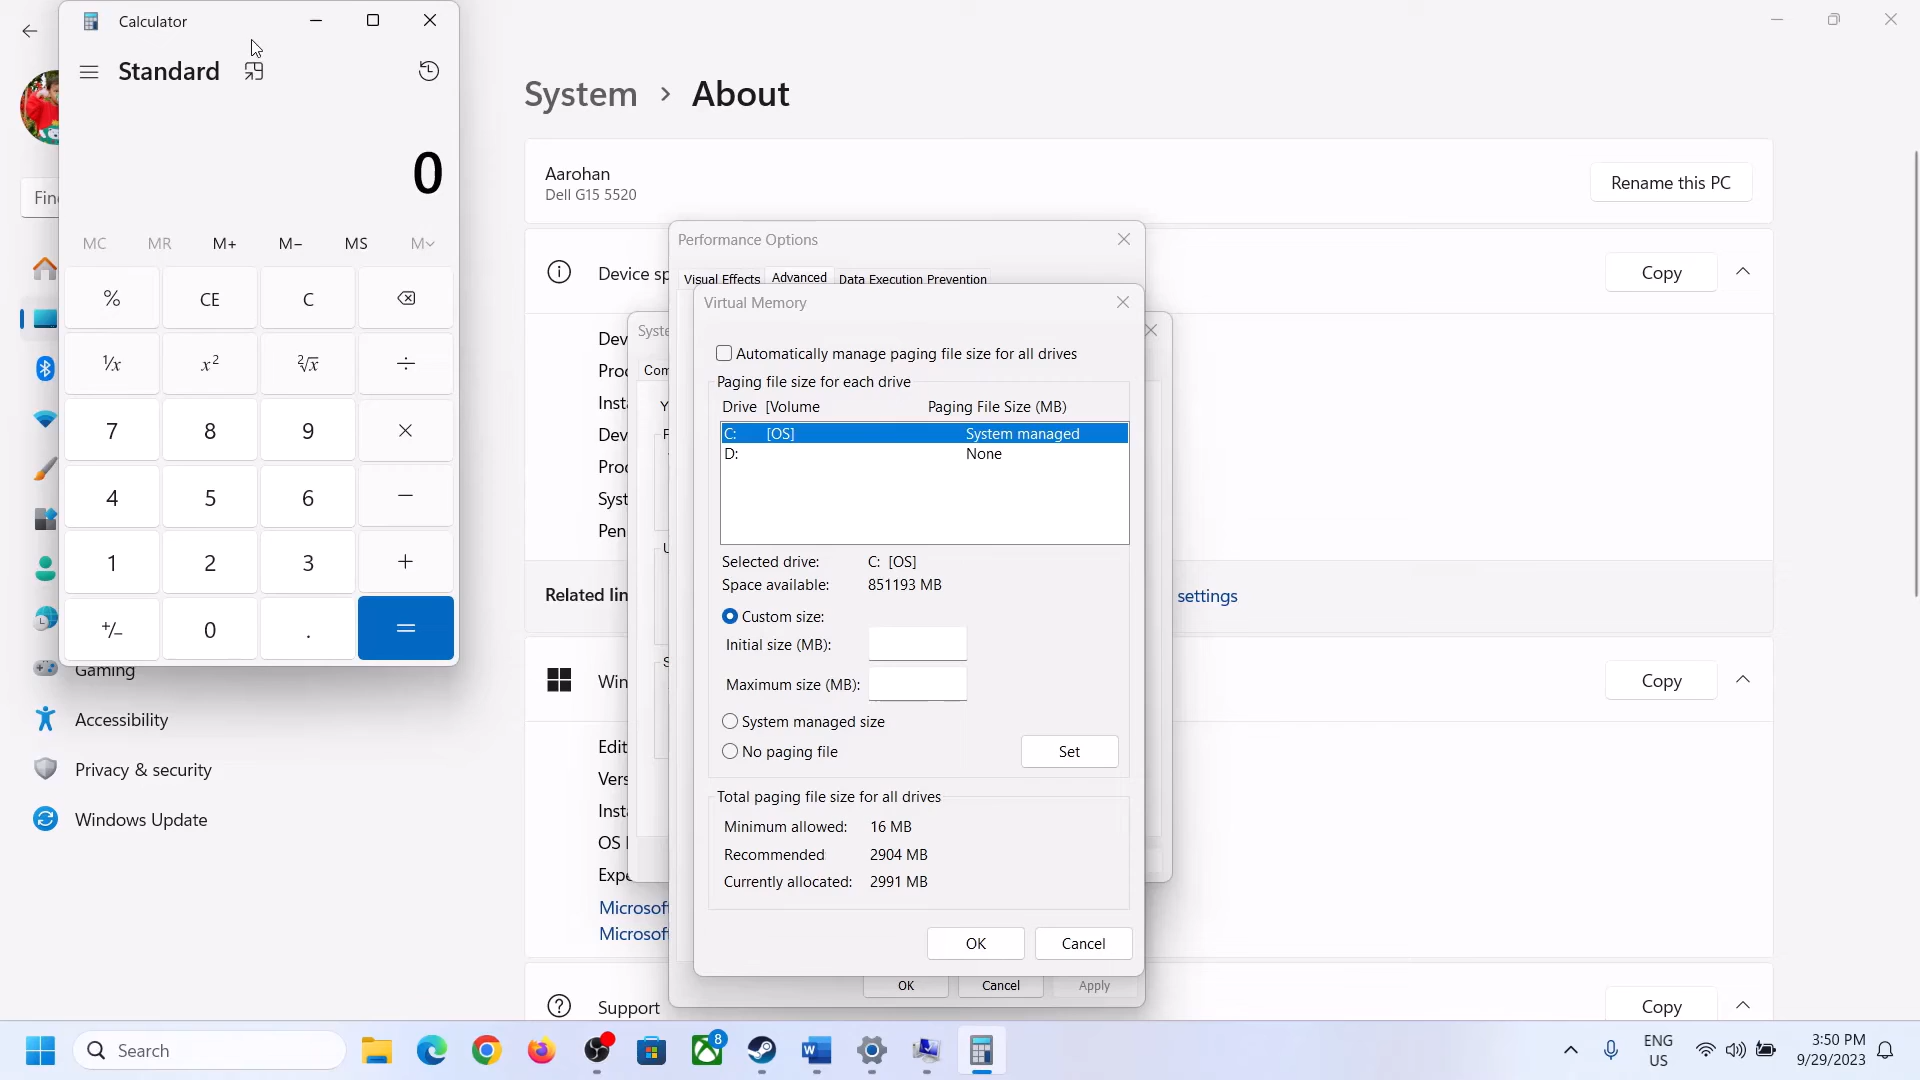 Calculator
Standard
0
MC MR M+ M− MS M
% CE C
¹/x x² ²√x ÷
7 8 9 ×
4 5 6 −
1 2 3 +
+/− 0 . =
Gaming
Accessibility
Privacy & security
Windows Update
System > About
Aarohan
Dell G15 5520
Rename this PC
Copy
settings
Copy
Support
Copy
Performance Options
Visual Effects Advanced Data Execution Prevention
OK Cancel Apply
Virtual Memory
Automatically manage paging file size for all drives
Paging file size for each drive
Drive [Volume Paging File Size (MB)
C: [OS] System managed
D: None
Selected drive: C: [OS]
Space available: 851193 MB
Custom size:
Initial size (MB):
Maximum size (MB):
System managed size
No paging file Set
Total paging file size for all drives
Minimum allowed: 16 MB
Recommended 2904 MB
Currently allocated: 2991 MB
OK Cancel
Search
8
ENG
US
3:50 PM
9/29/2023